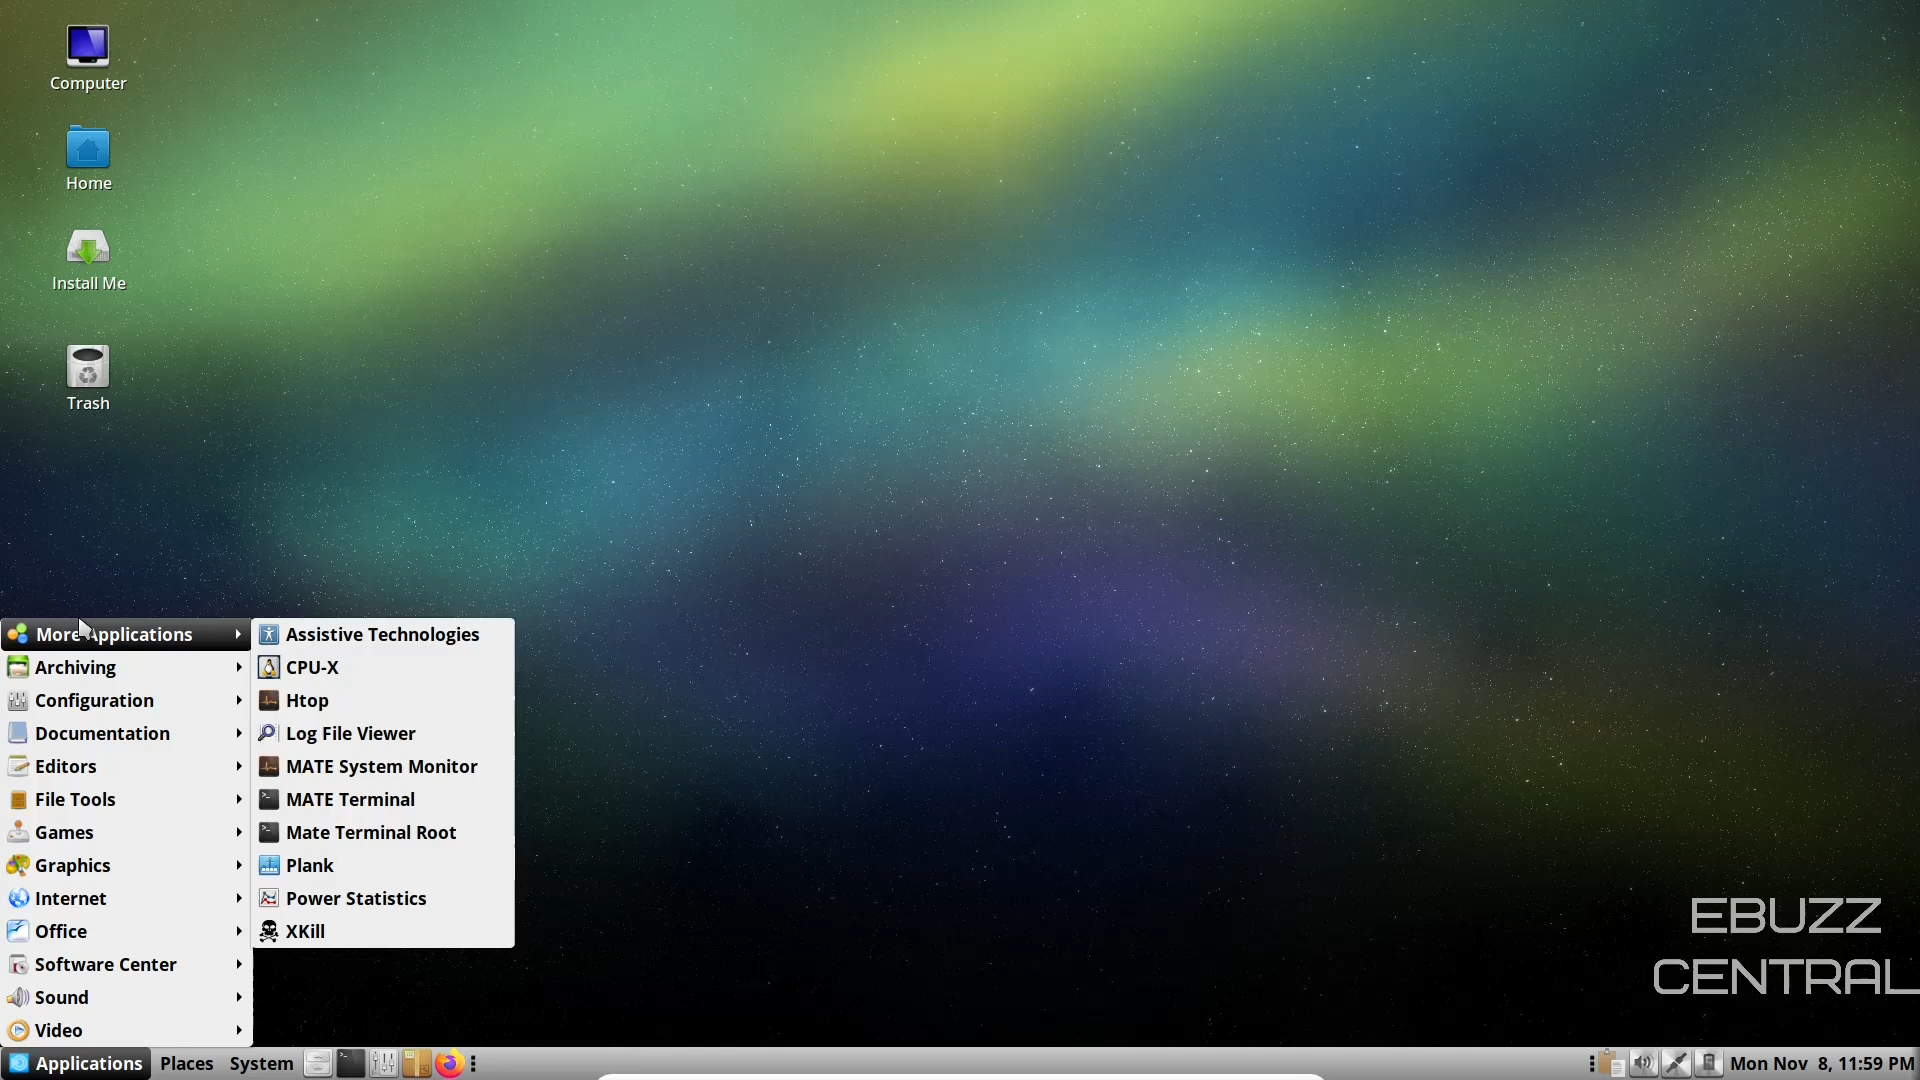 Computer
Home
Install Me
Trash
More Applications
Archiving
Configuration
Documentation
Editors
File Tools
Games
Graphics
Internet
Office
Software Center
Sound
Video
Assistive Technologies
CPU-X
Htop
Log File Viewer
MATE System Monitor
MATE Terminal
Mate Terminal Root
Plank
Power Statistics
XKill
EBUZZ
CENTRAL
Applications Places System Mon Nov 8, 11:59 PM